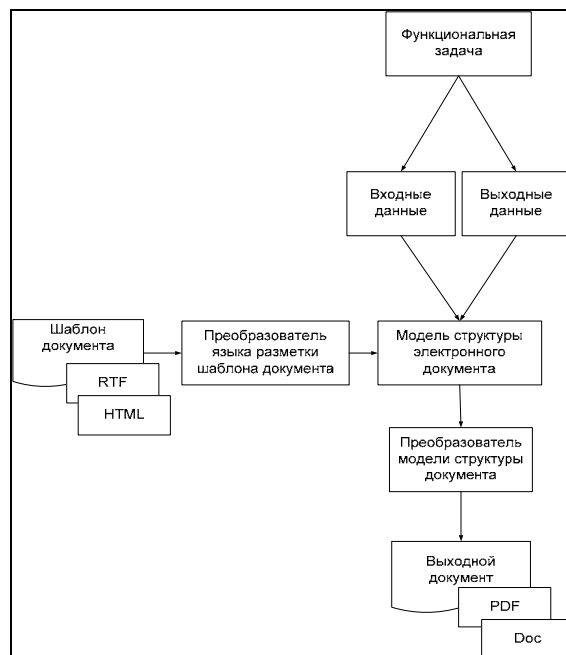 Функциональная
задача
Входные
данные
Выходные
данные
Шаблон
документа
RTF
HTML
Преобразователь
языка разметки
шаблона документа
Модель структуры
электронного
документа
Преобразователь
модели структуры
документа
Выходной
документ
PDF
Doc